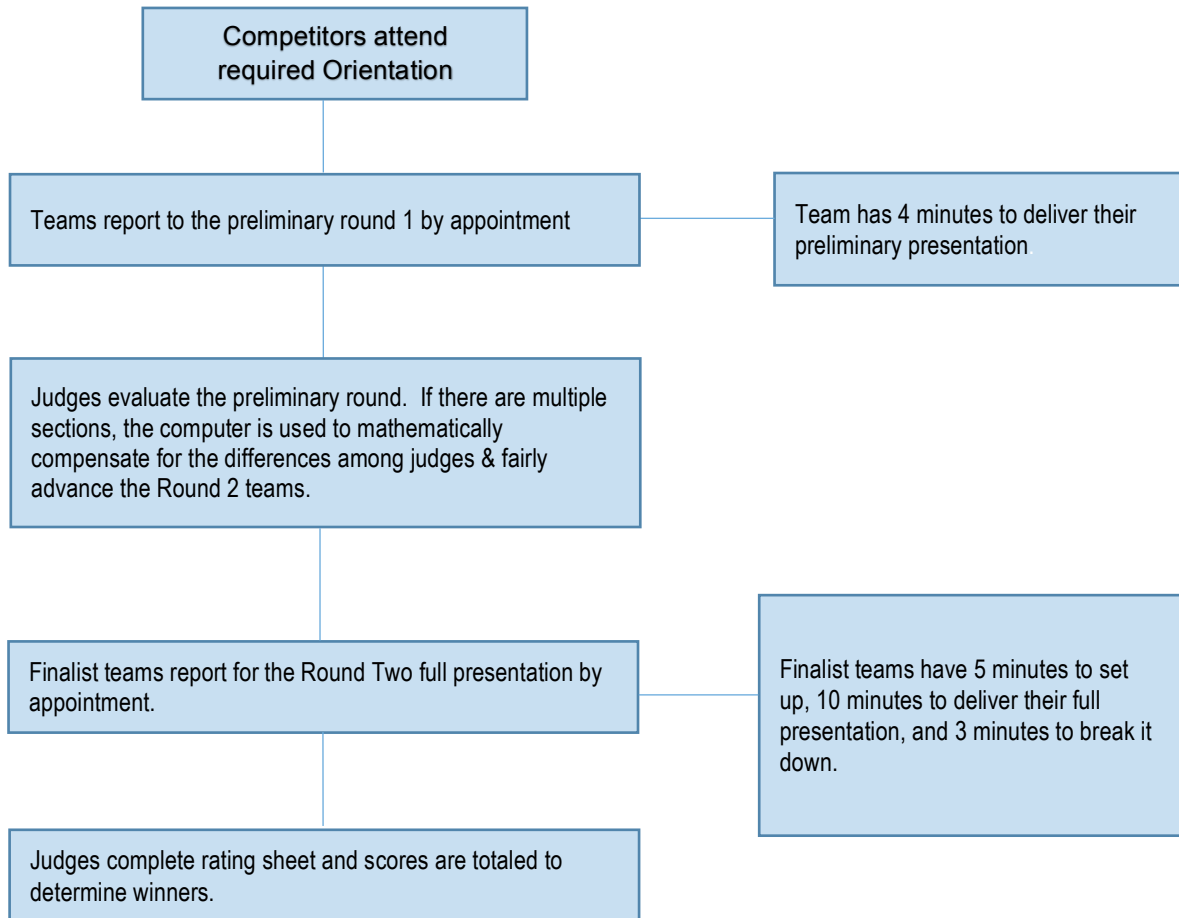 Competitors attend
required Orientation
Teams report to the preliminary round 1 by appointment
Team has 4 minutes to deliver their
preliminary presentation
Judges evaluate the preliminary round.  If there are multiple
sections, the computer is used to mathematically
compensate for the differences among judges & fairly
advance the Round 2 teams.
Finalist teams report for the Round Two full presentation by
appointment.
Finalist teams have 5 minutes to set
up, 10 minutes to deliver their full
presentation, and 3 minutes to break it
down.
Judges complete rating sheet and scores are totaled to
determine winners.